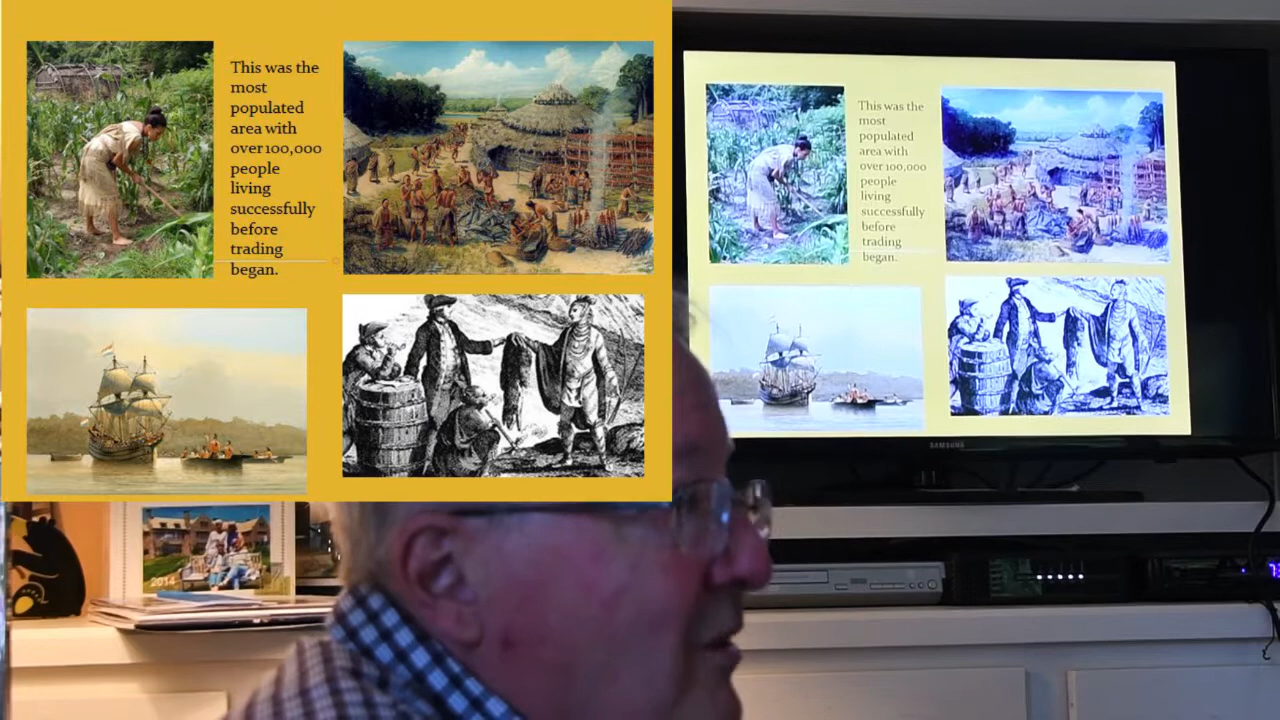 This was the
most
populated
area with
over 100,000
people
living
successfully
before
trading
began.
This was the
most
populated
area with
over 100,000
people
living
successfully
before
trading
began.
SAMSUNG
2014